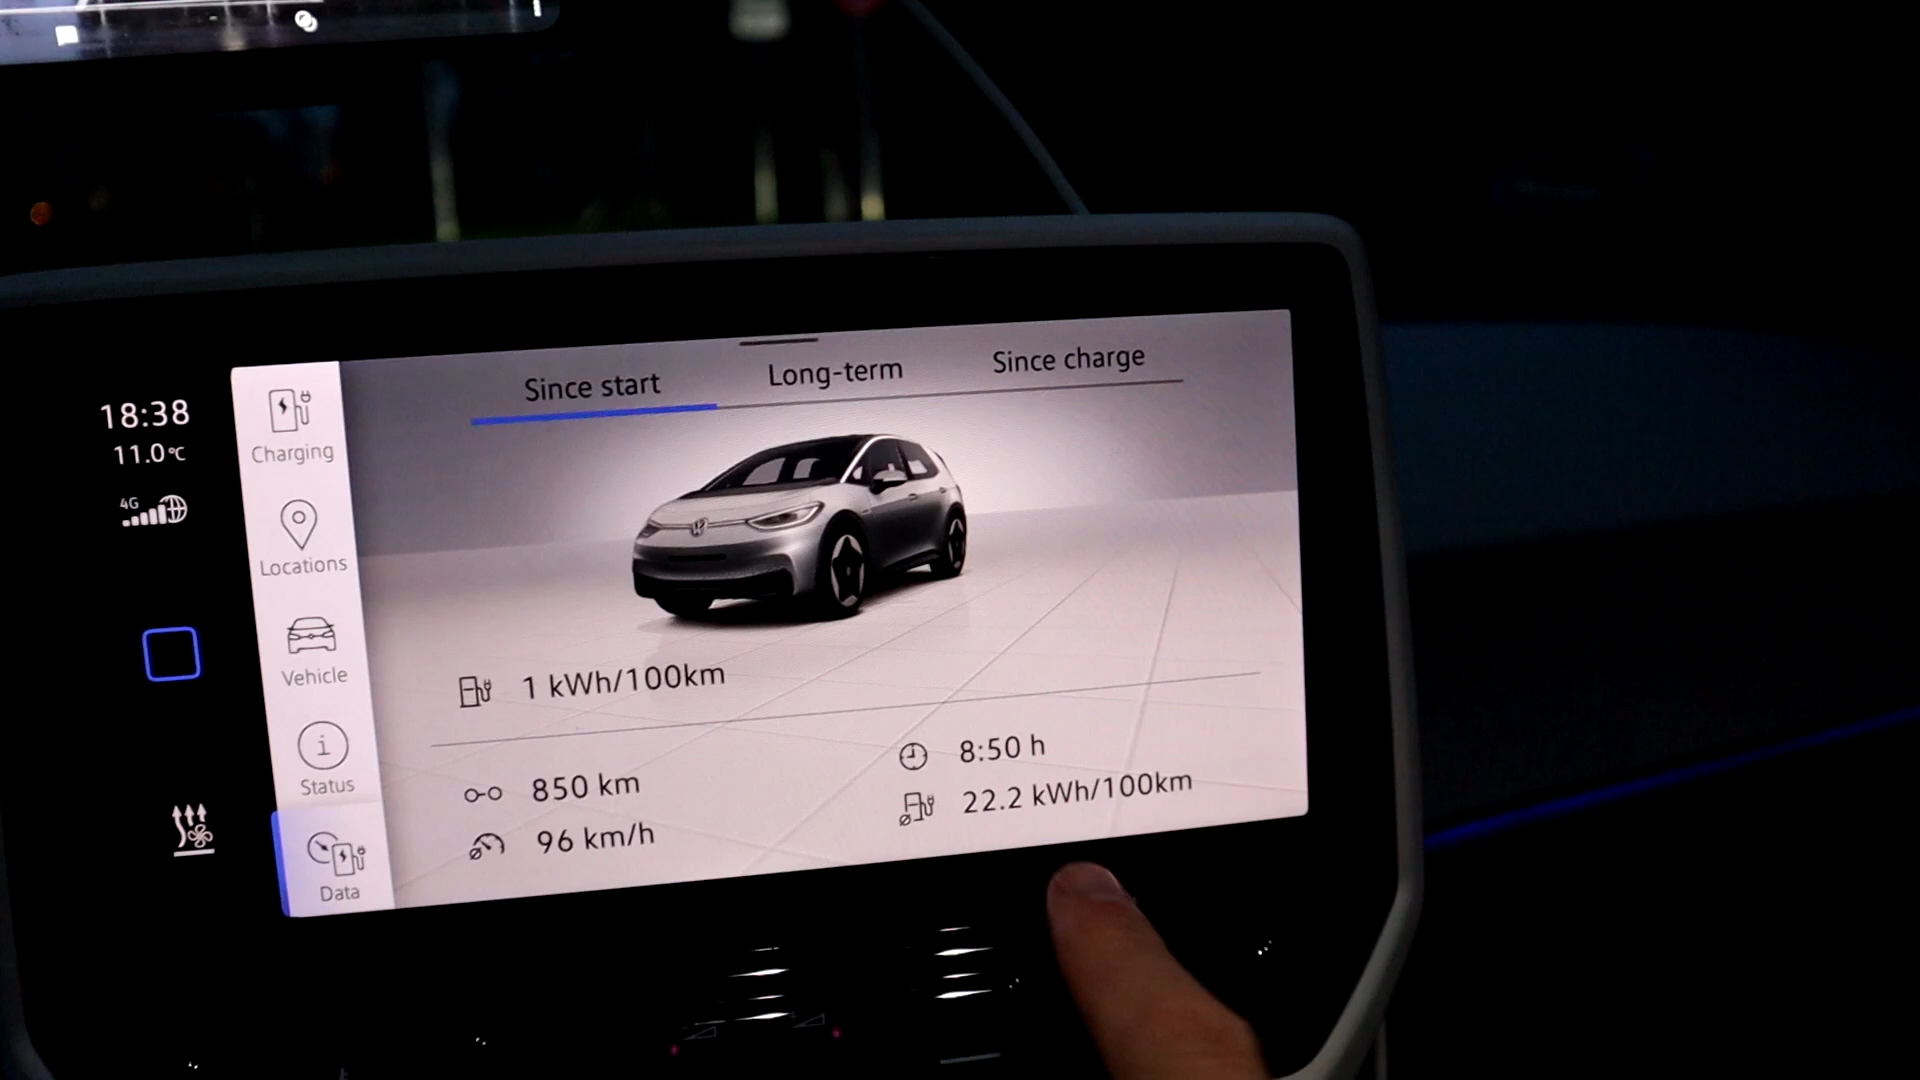 18:38
11.0°C
4G
Charging
Locations
Vehicle
Status
Data
Since start
Long-term
Since charge
1 kWh/100km
850 km
8:50 h
96 km/h
22.2 kWh/100km